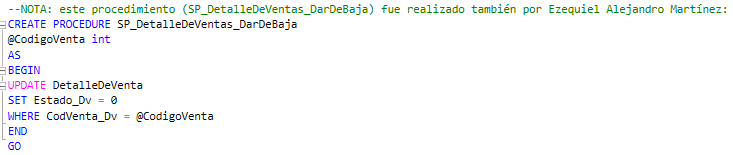 --NOTA: este procedimiento (SP_DetalleDeVentas_DarDeBaja) fue realizado también por Ezequiel Alejandro Martínez:
CREATE PROCEDURE SP_DetalleDeVentas_DarDeBaja
@CodigoVenta int
AS
BEGIN
UPDATE DetalleDeVenta
SET Estado_Dv = 0
WHERE CodVenta_Dv = @CodigoVenta
END
GO